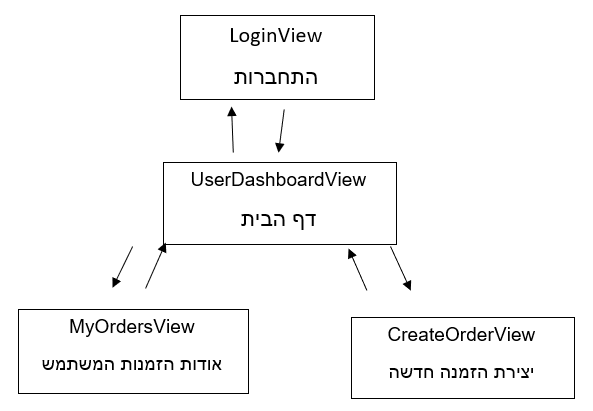 LoginView
התחברות
UserDashboardView
דף הבית
MyOrdersView
אודות הזמנות המשתמש
CreateOrderView
יצירת הזמנה חדשה